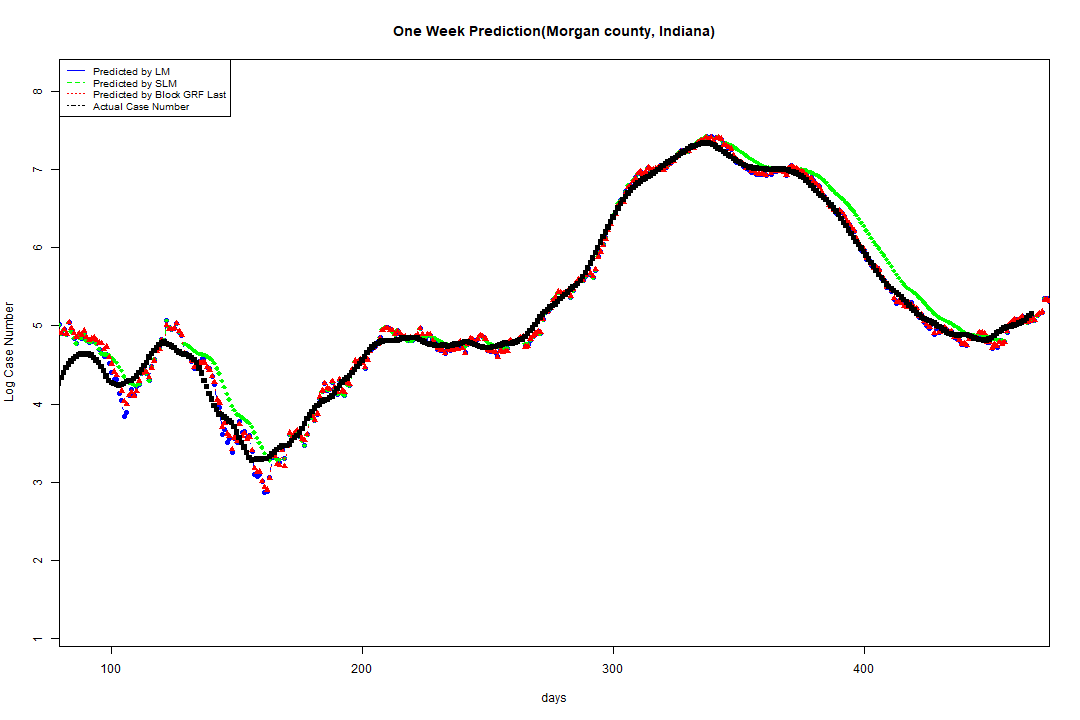 One Week Prediction(Morgan county, Indiana)
Predicted by LM
Predicted by SLM
Predicted by Block GRF Last
Actual Case Number
8
7
6
5
4
3
2
1
Log Case Number
100
200
300
400
days